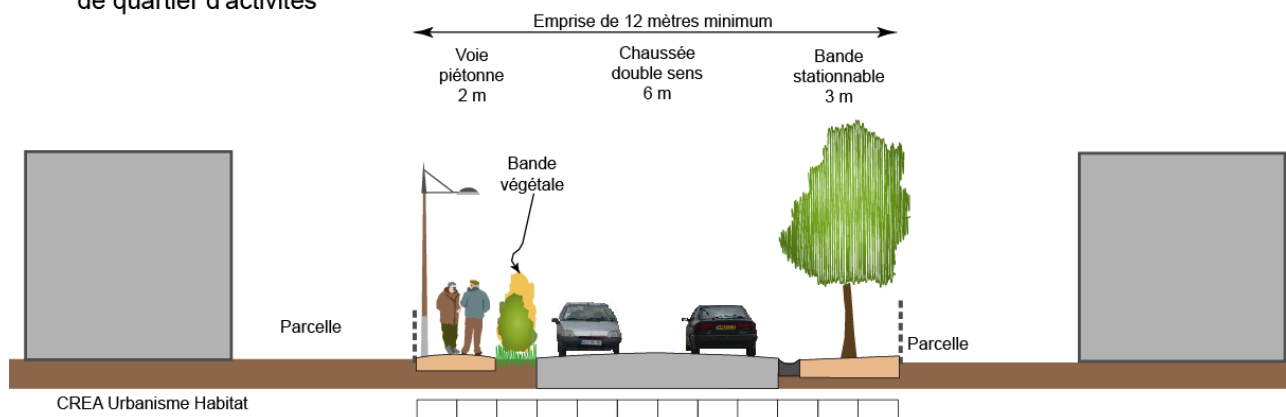 de quartier d'activités
Emprise de 12 mètres minimum
Voie
piétonne
2 m
Chaussée
double sens
6 m
Bande
stationnable
3 m
Bande
végétale
Parcelle
Parcelle
CREA Urbanisme Habitat